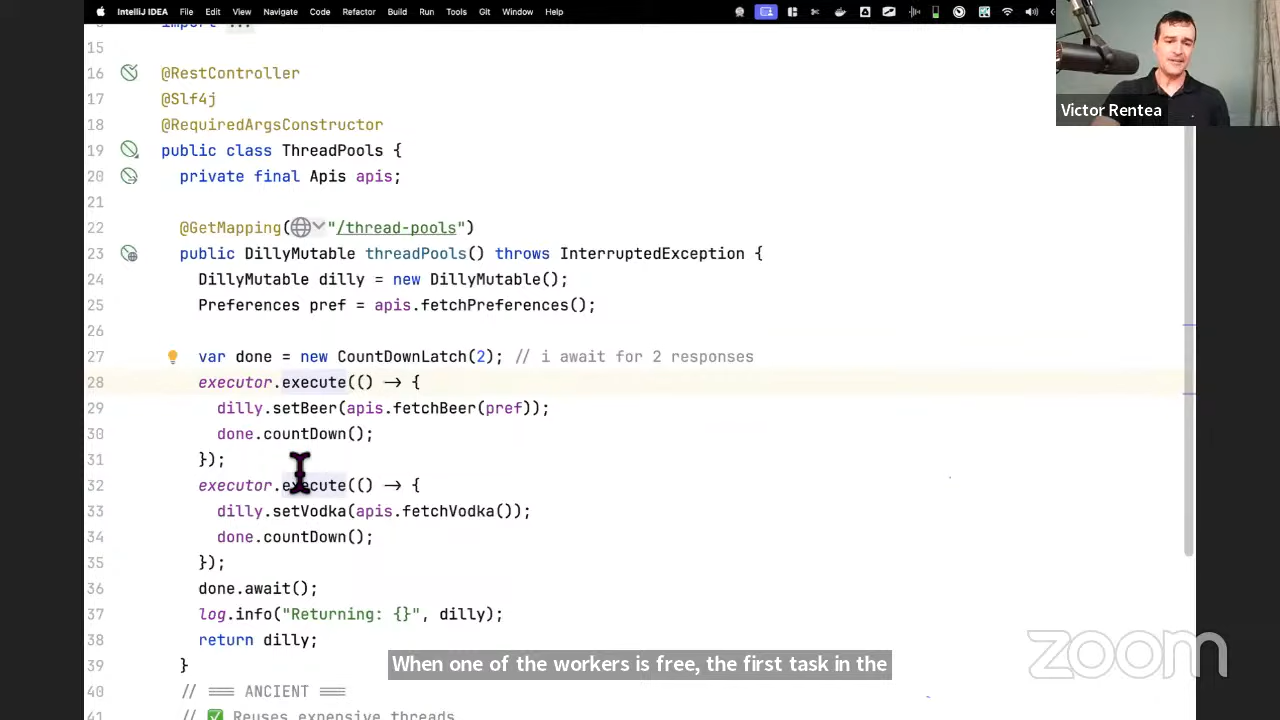 IntelliJ IDEA File Edit View Navigate Code Refactor Build Run Tools Git Window Help
import ...
15
16 @RestController
17 @Slf4j
18 @RequiredArgsConstructor
19 public class ThreadPools {
20 private final Apis apis;
21
22 @GetMapping("/thread-pools")
23 public DillyMutable threadPools() throws InterruptedException {
24 DillyMutable dilly = new DillyMutable();
25 Preferences pref = apis.fetchPreferences();
26
27 var done = new CountDownLatch(2); // i await for 2 responses
28 executor.execute(() → {
29 dilly.setBeer(apis.fetchBeer(pref));
30 done.countDown();
31 });
32 executor.execute(() → {
33 dilly.setVodka(apis.fetchVodka());
34 done.countDown();
35 });
36 done.await();
37 log.info("Returning: {}", dilly);
38 return dilly;
39 }
40 // === ANCIENT ===
41 // ✅ Reuses expensive threads
Victor Rentea
When one of the workers is free, the first task in the
zoom